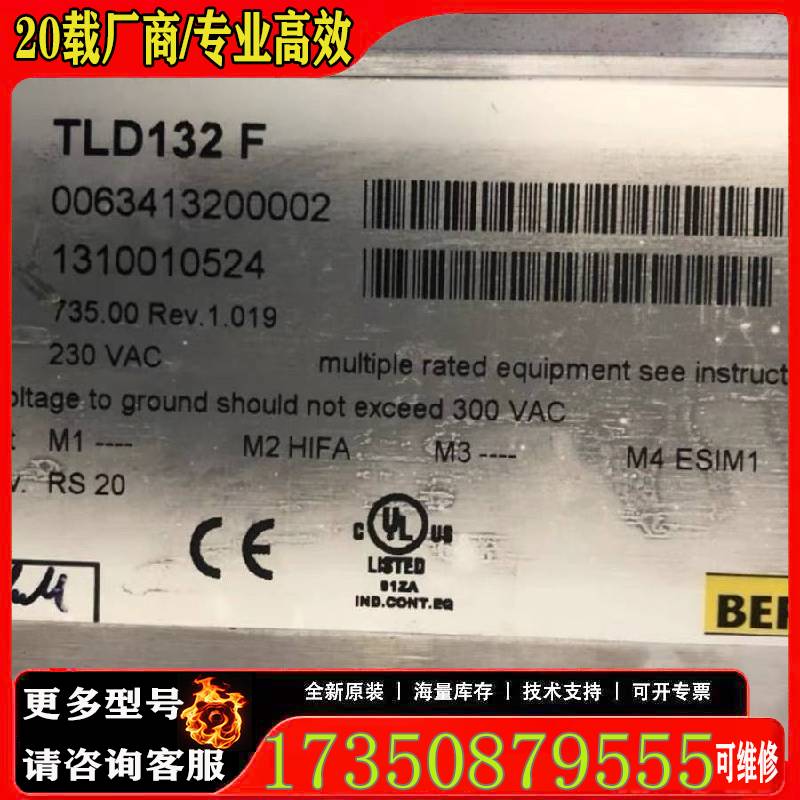 20载厂商/专业高效
TLD132 F
0063413200002
1310010524
735.00 Rev.1.019
230 VAC
multiple rated equipment see instruct
oltage to ground should not exceed 300 VAC
: M1 ---- M2 HIFA M3 ---- M4 ESIM1
v. RS 20
CE
C UL US
LISTED
61ZA
IND.CONT.EQ
BER
更多型号
请咨询客服
全新原装 | 海量库存 | 技术支持 | 可开专票
17350879555 可维修